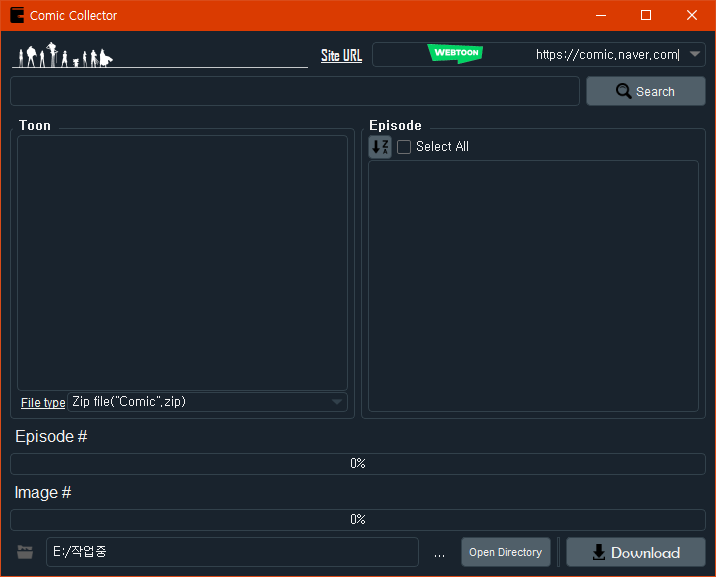 Comic Collector
Site URL
WEBTOON
https://comic.naver.com
Search
Toon
Episode
Z
A
Select All
File type
Zip file("Comic".zip)
Episode #
0%
Image #
0%
E:/작업중
...
Open Directory
Download